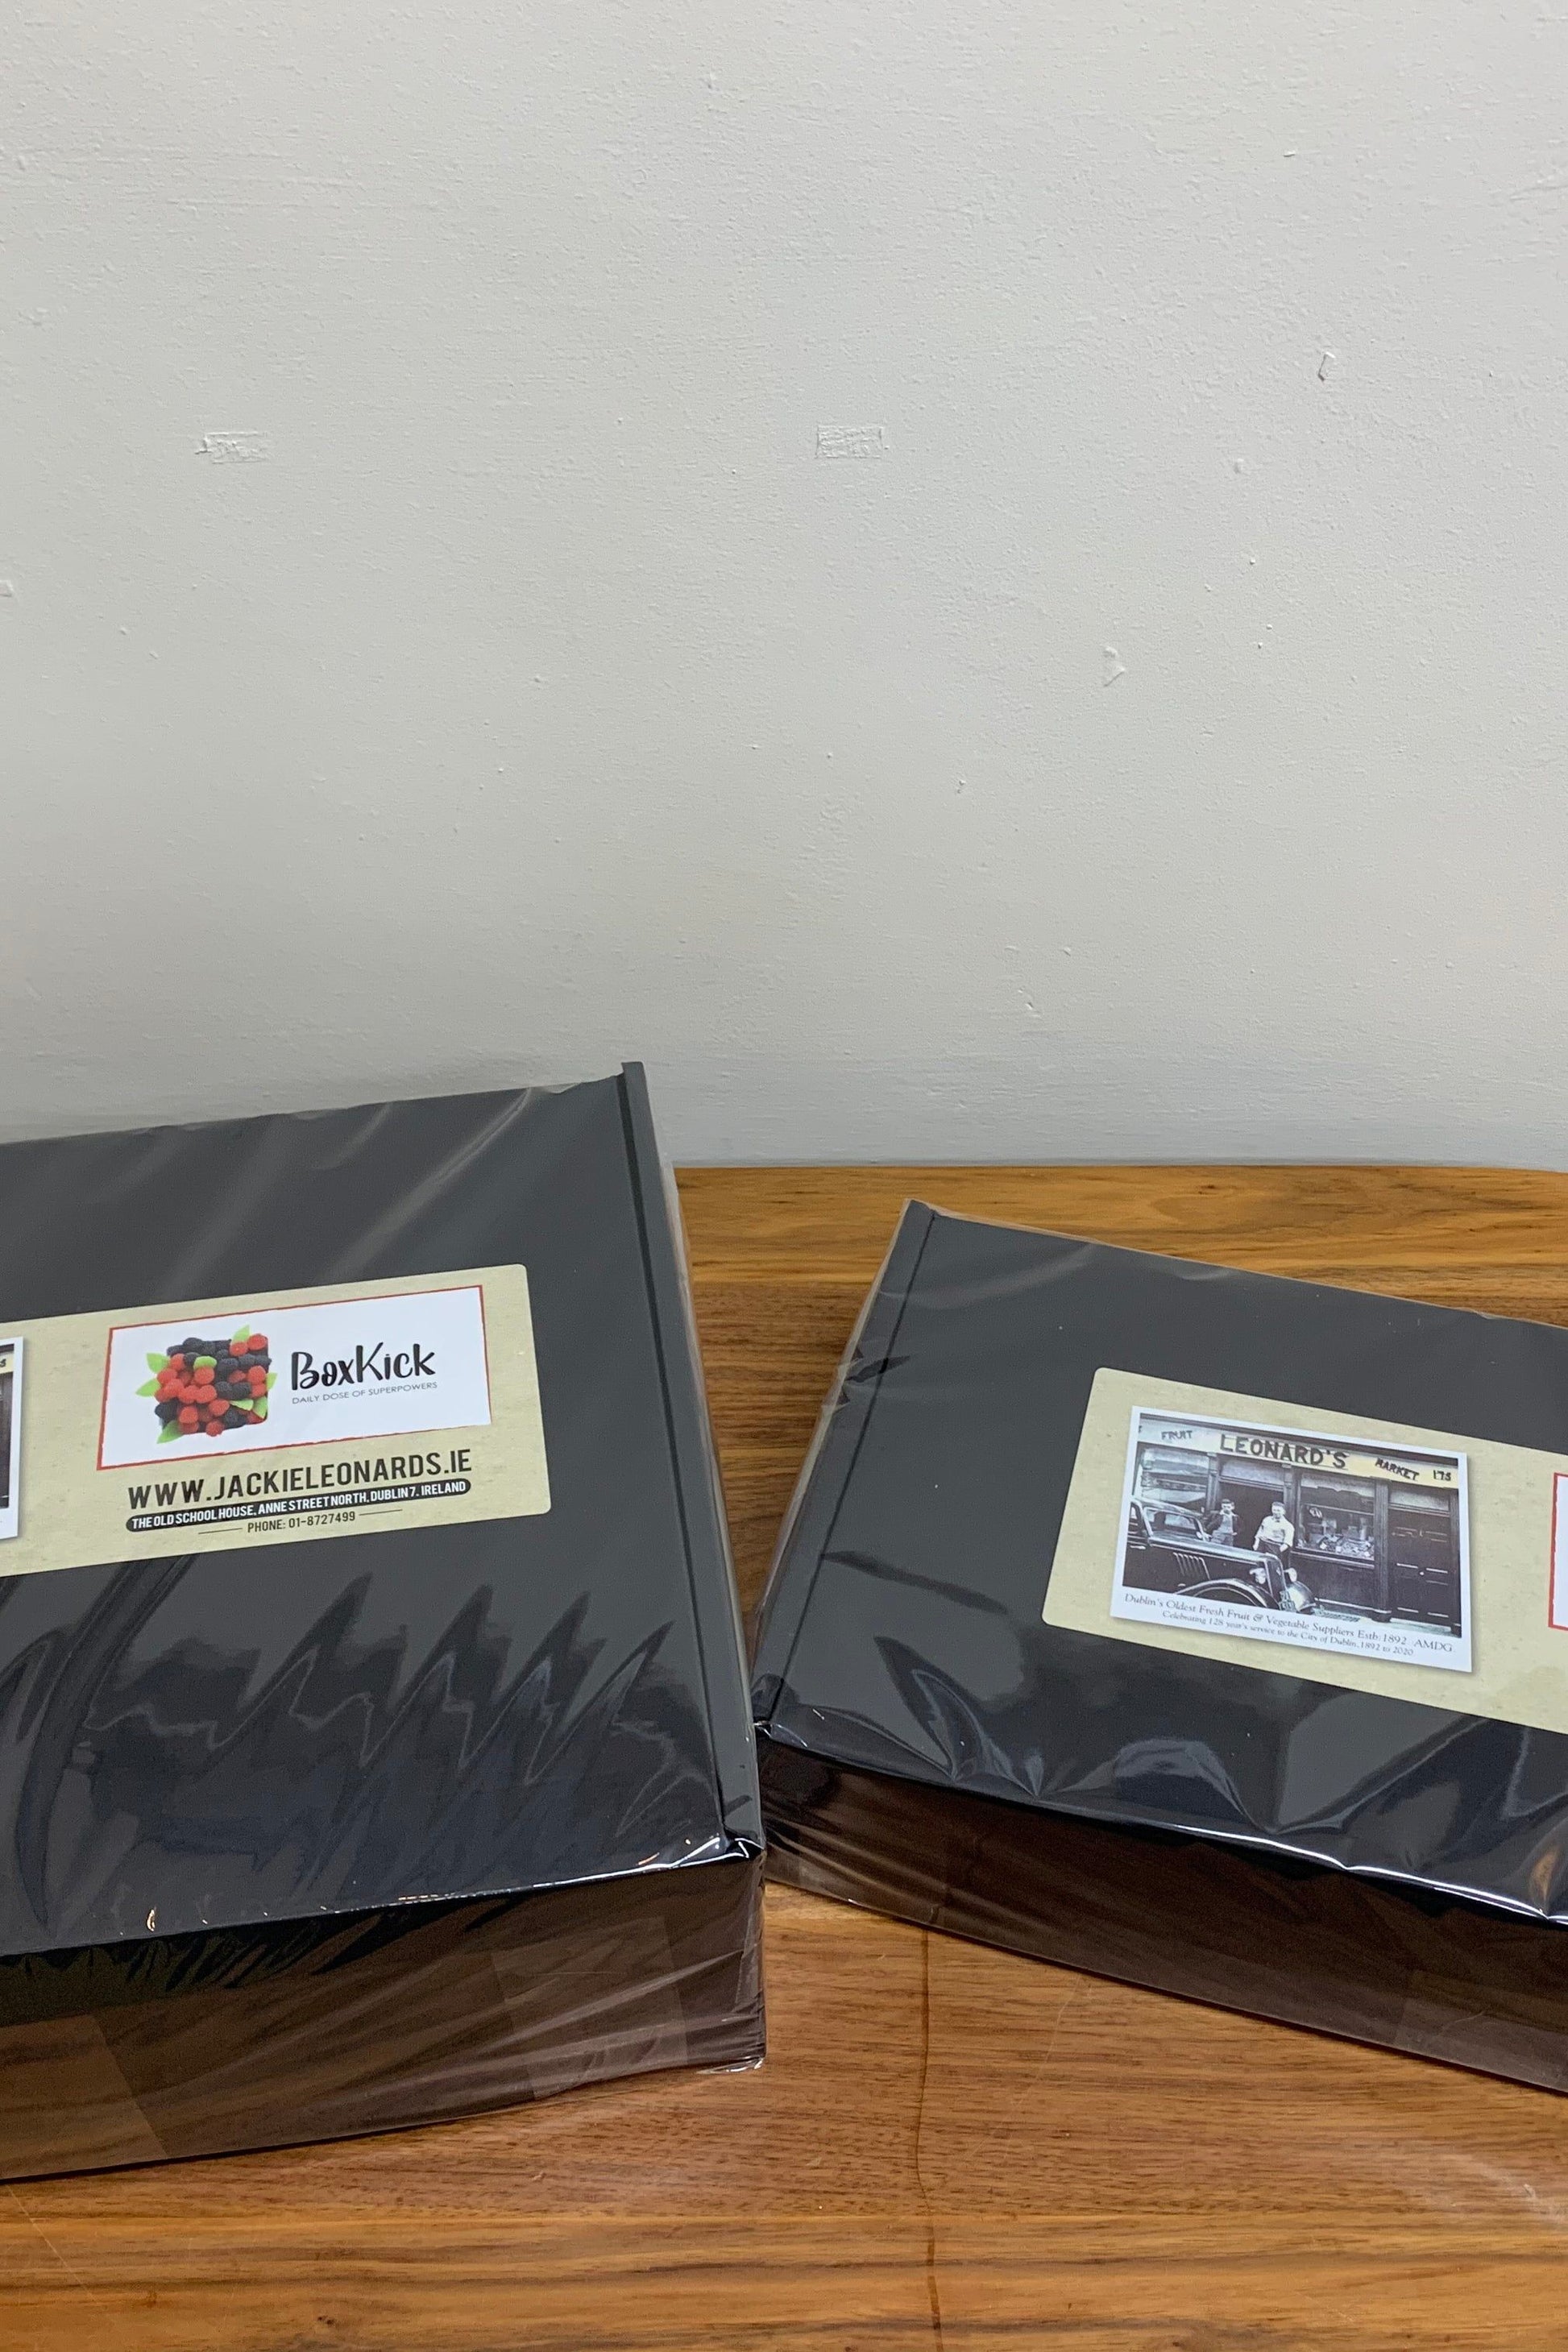 BoxKick
DAILY DOSE OF SUPERPOWERS
WWW.JACKIELEONARDS.IE
THE OLD SCHOOL HOUSE, ANNE STREET NORTH, DUBLIN 7. IRELAND
PHONE: 01-8727499
FRUIT LEONARD'S MARKET 175
Dublin's Oldest Fresh Fruit & Vegetable Suppliers Estb: 1892 AMDG
Celebrating 128 year's service to the City of Dublin, 1892 to 2020